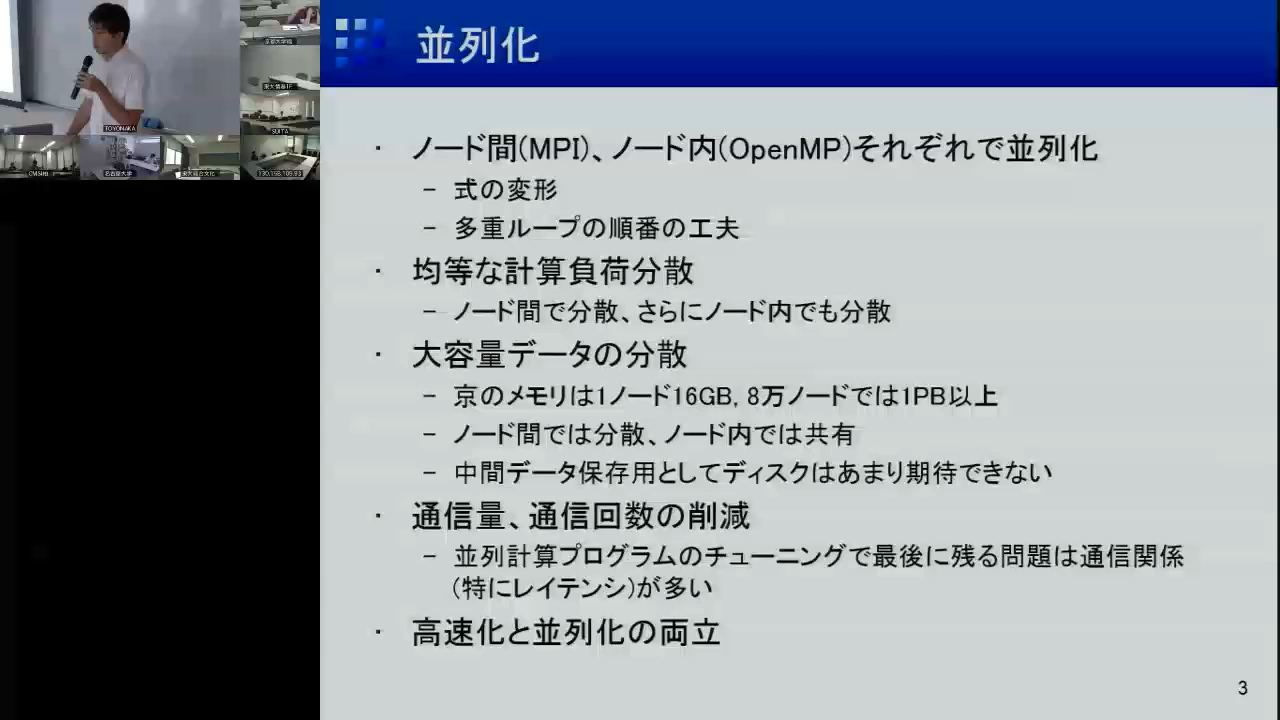 並列化
・ ノード間(MPI)、ノード内(OpenMP)それぞれで並列化
– 式の変形
– 多重ループの順番の工夫
・ 均等な計算負荷分散
– ノード間で分散、さらにノード内でも分散
・ 大容量データの分散
– 京のメモリは1ノード16GB, 8万ノードでは1PB以上
– ノード間では分散、ノード内では共有
– 中間データ保存用としてディスクはあまり期待できない
・ 通信量、通信回数の削減
– 並列計算プログラムのチューニングで最後に残る問題は通信関係
(特にレイテンシ)が多い
・ 高速化と並列化の両立
3
TOYONAKA
SUITA
名古屋大学